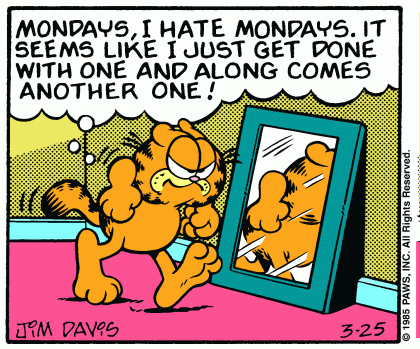 MONDAYS, I HATE MONDAYS. IT
SEEMS LIKE I JUST GET DONE
WITH ONE AND ALONG COMES
ANOTHER ONE!
© 1985 PAWS, INC. All Rights Reserved.
JIM DAVIS
3-25